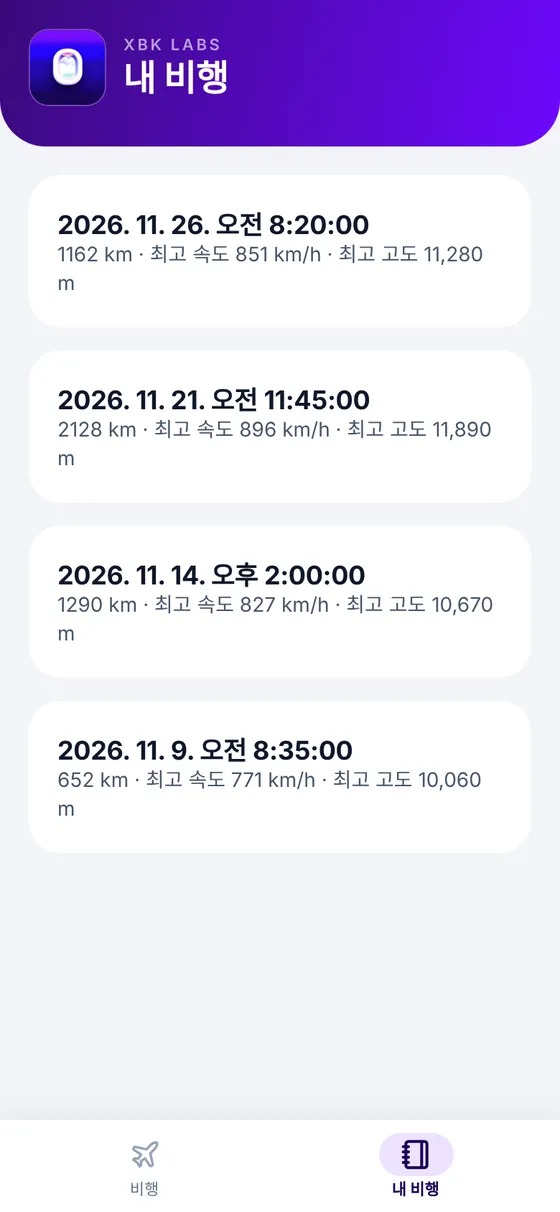 XBK LABS
내 비행
2026. 11. 26. 오전 8:20:00
1162 km · 최고 속도 851 km/h · 최고 고도 11,280
m
2026. 11. 21. 오전 11:45:00
2128 km · 최고 속도 896 km/h · 최고 고도 11,890
m
2026. 11. 14. 오후 2:00:00
1290 km · 최고 속도 827 km/h · 최고 고도 10,670
m
2026. 11. 9. 오전 8:35:00
652 km · 최고 속도 771 km/h · 최고 고도 10,060
m
비행
내 비행